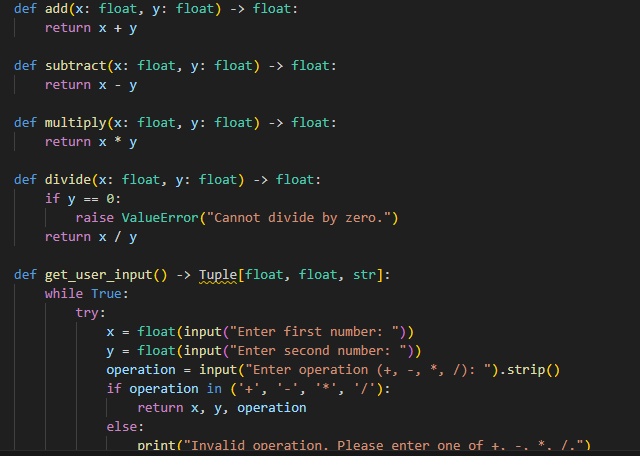 def add(x: float, y: float) -> float:
    return x + y

def subtract(x: float, y: float) -> float:
    return x - y

def multiply(x: float, y: float) -> float:
    return x * y

def divide(x: float, y: float) -> float:
    if y == 0:
        raise ValueError("Cannot divide by zero.")
    return x / y

def get_user_input() -> Tuple[float, float, str]:
    while True:
        try:
            x = float(input("Enter first number: "))
            y = float(input("Enter second number: "))
            operation = input("Enter operation (+, -, *, /): ").strip()
            if operation in ('+', '-', '*', '/'):
                return x, y, operation
            else:
                print("Invalid operation. Please enter one of +, -, *, /.")